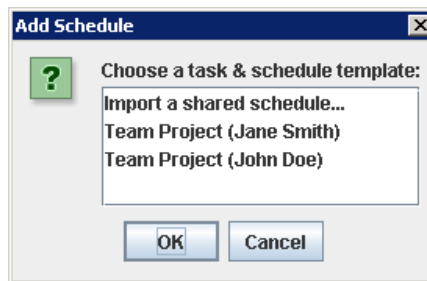 Add Schedule
?
Choose a task & schedule template:
Import a shared schedule...
Team Project (Jane Smith)
Team Project (John Doe)
OK
Cancel